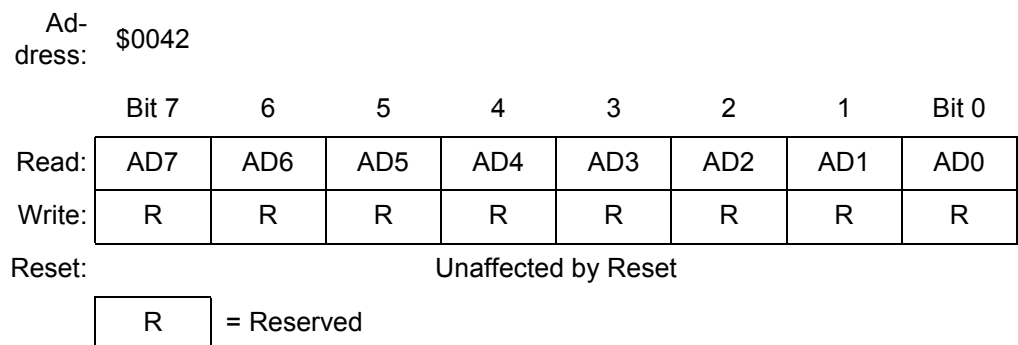 Ad-
dress: $0042
Bit 7 6 5 4 3 2 1 Bit 0
Read: AD7 AD6 AD5 AD4 AD3 AD2 AD1 AD0
Write: R R R R R R R R
Reset: Unaffected by Reset
R = Reserved